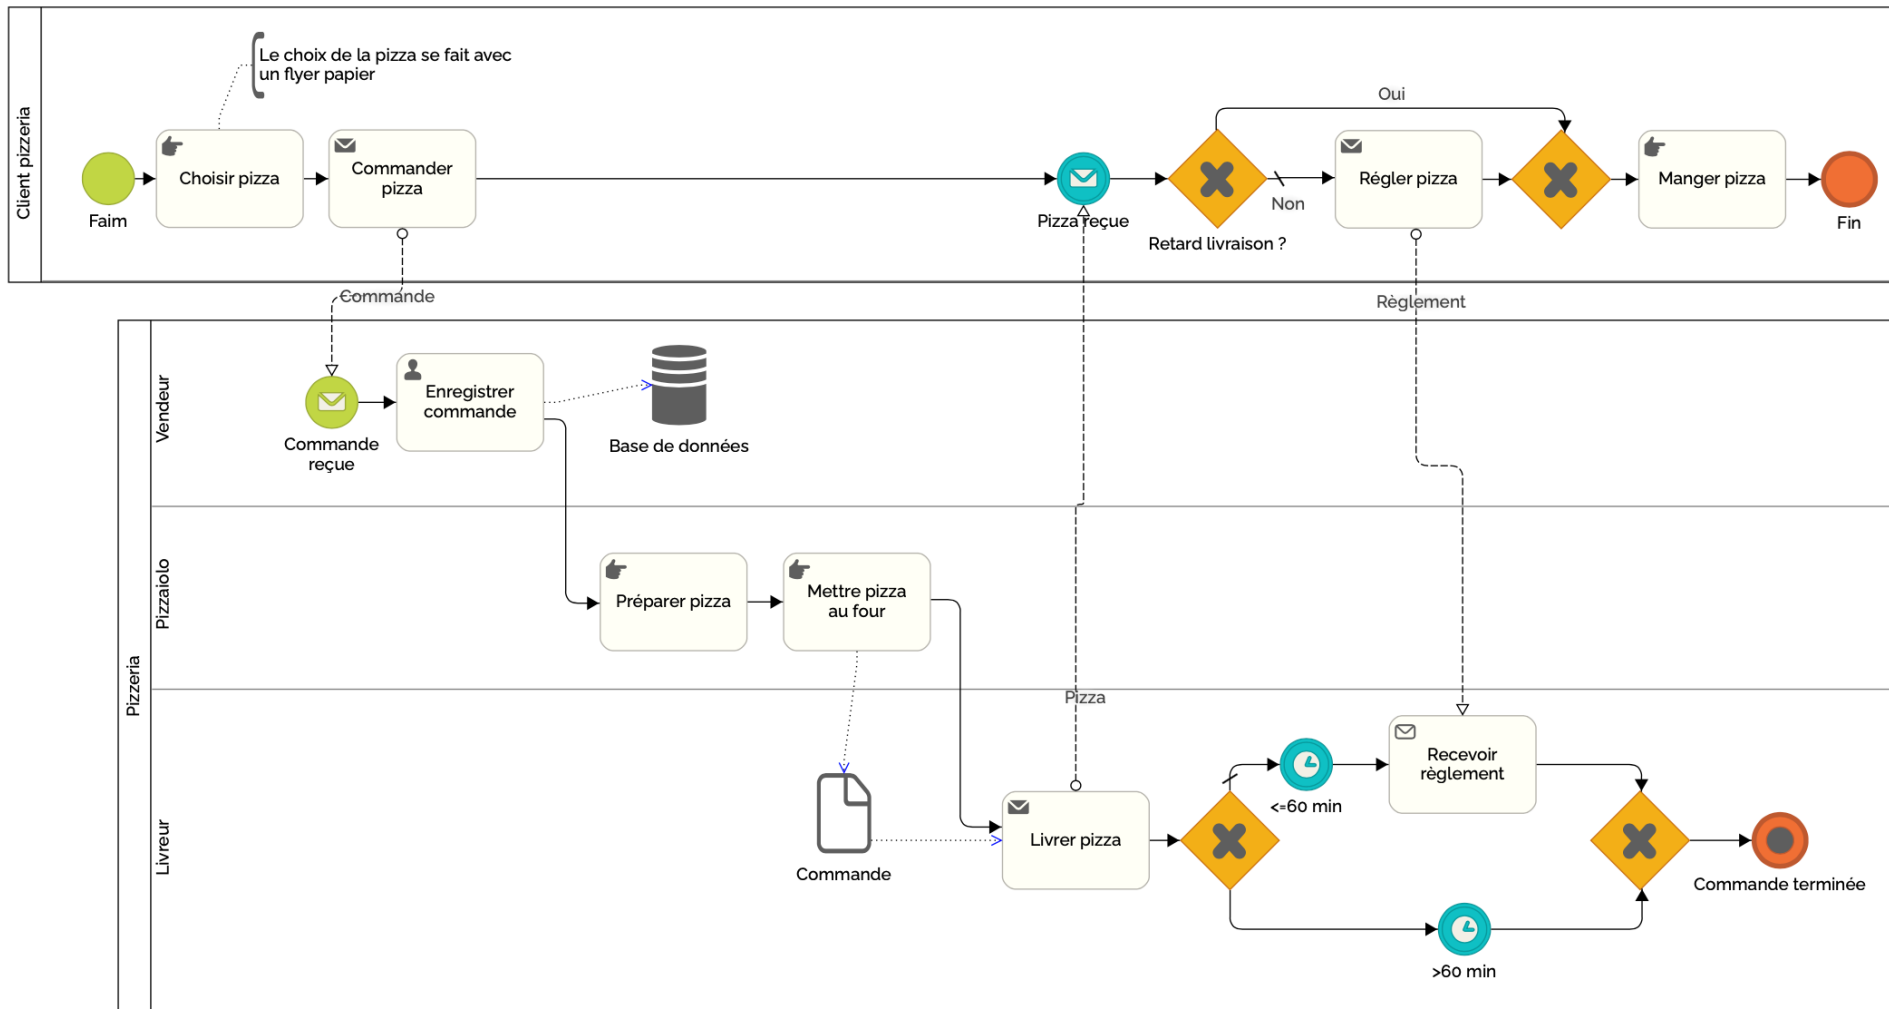 Client pizzeria
Le choix de la pizza se fait avec
un flyer papier
Faim
Choisir pizza
Commander
pizza
Pizza reçue
Retard livraison ?
Oui
Non
Régler pizza
Manger pizza
Fin
Commande
Règlement
Pizzeria
Vendeur
Commande
reçue
Enregistrer
commande
Base de données
Pizzaiolo
Préparer pizza
Mettre pizza
au four
Pizza
Livreur
Commande
Livrer pizza
<=60 min
Recevoir
règlement
>60 min
Commande terminée